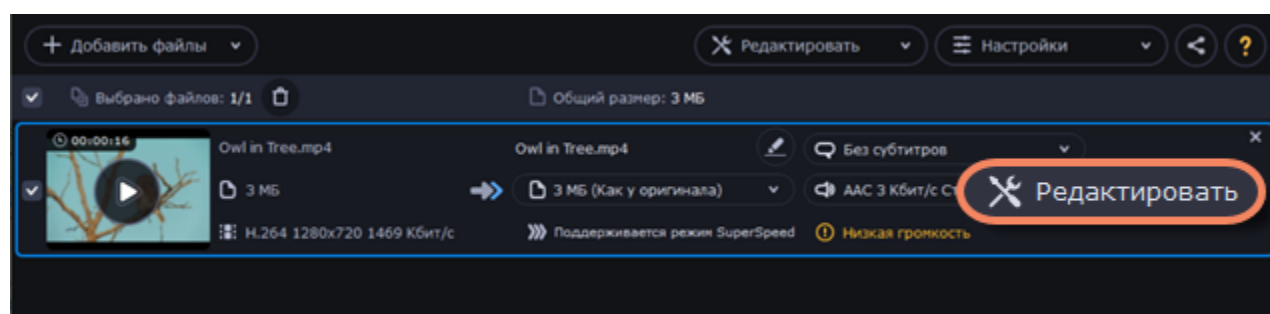 Добавить файлы Редактировать Настройки ?
Выбрано файлов: 1/1 Общий размер: 3 МБ
00:00:16 Owl in Tree.mp4 Owl in Tree.mp4 Без субтитров
3 МБ 3 МБ (Как у оригинала) AAC 3 Кбит/с Редактировать
H.264 1280x720 1469 Кбит/с Поддерживается режим SuperSpeed Низкая громкость